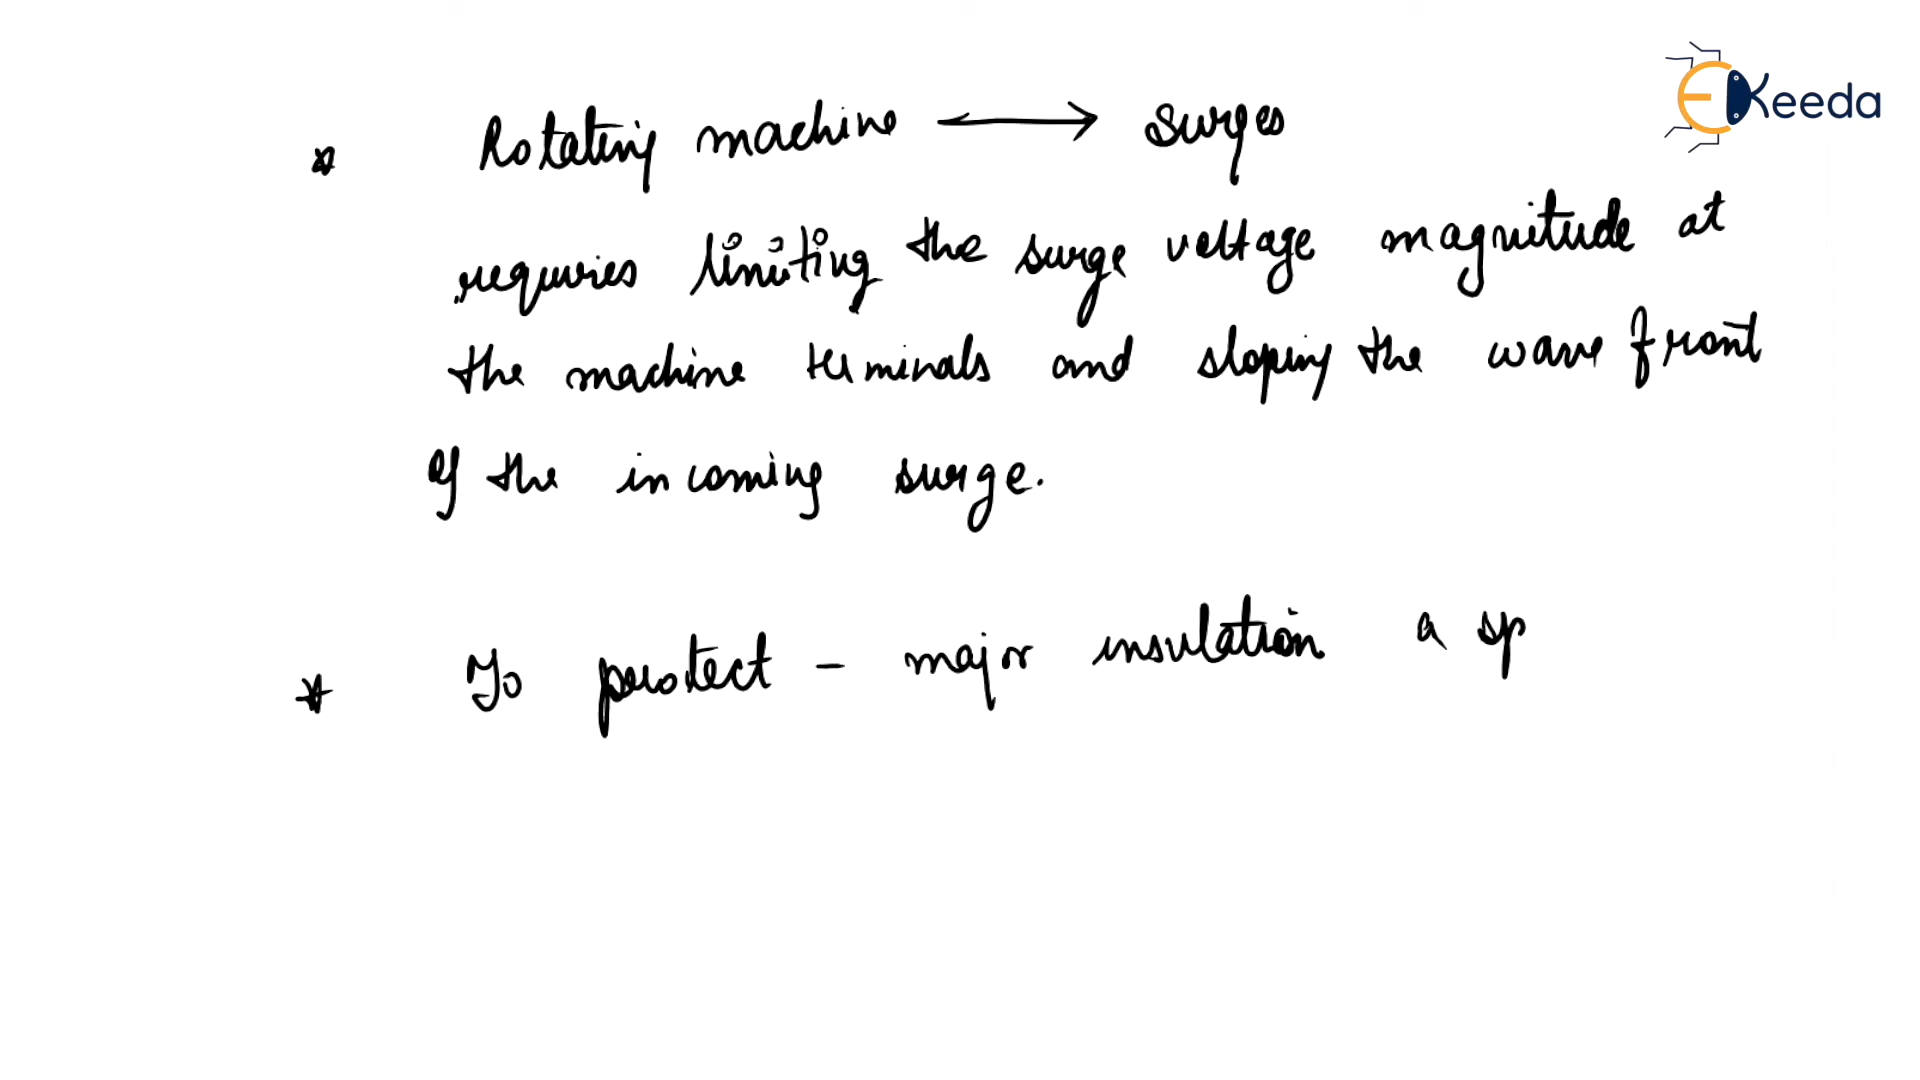 EKeeda
* Rotating machine ⟷ surges
requires limiting the surge voltage magnitude at
the machine terminals and sloping the wave front
of the incoming surge.
* To protect - major insulation a sp